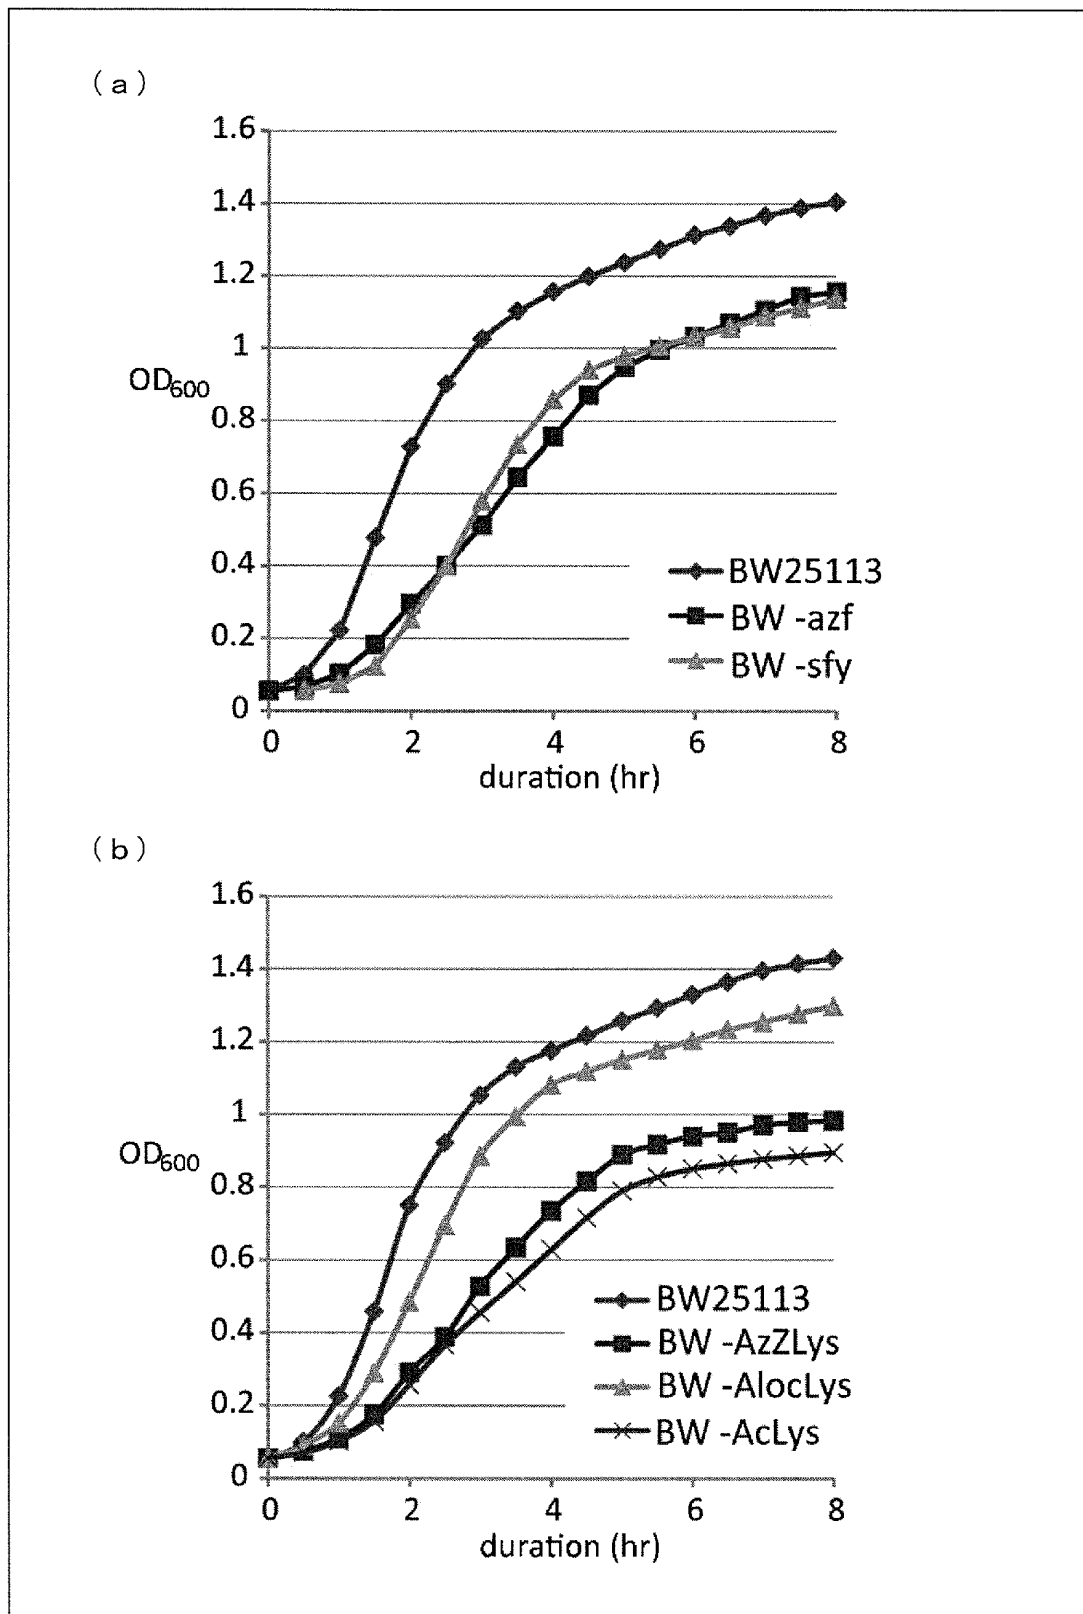 (a)
1.6
1.4
1.2
1
0.8
0.6
0.4
0.2
0
OD600
BW25113
BW -azf
BW -sfy
0 2 4 6 8
duration (hr)
(b)
1.6
1.4
1.2
1
0.8
0.6
0.4
0.2
0
OD600
BW25113
BW -AzZLys
BW -AlocLys
BW -AcLys
0 2 4 6 8
duration (hr)